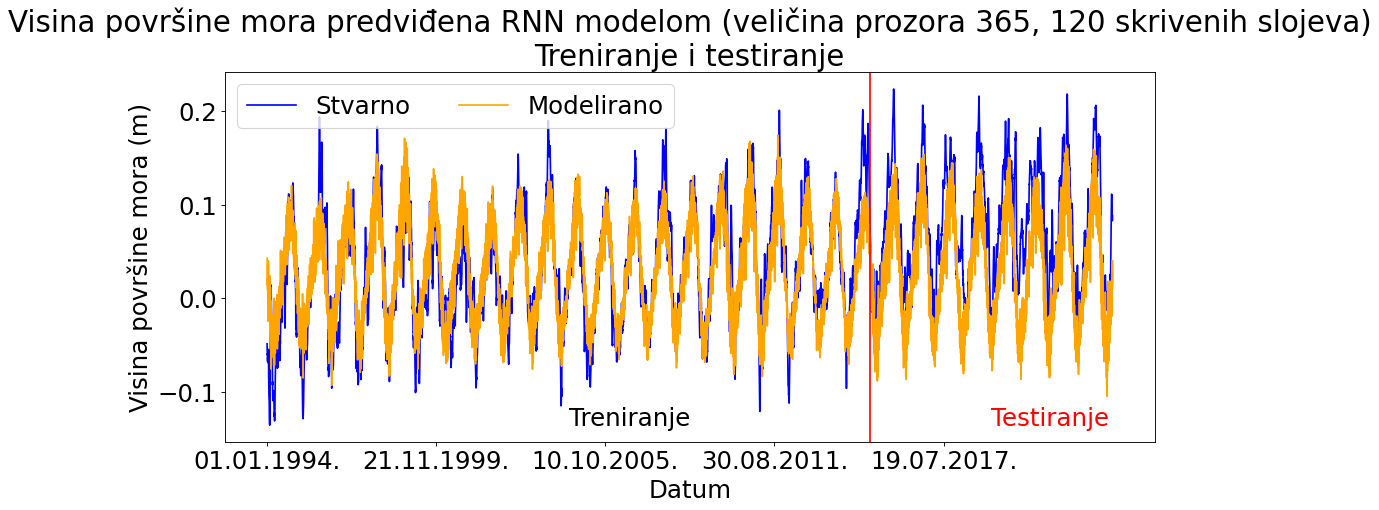 Visina površine mora predviđena RNN modelom (veličina prozora 365, 120 skrivenih slojeva)
Treniranje i testiranje
Stvarno
Modelirano
Visina površine mora (m)
0.2
0.1
0.0
−0.1
Treniranje
Testiranje
01.01.1994.
21.11.1999.
10.10.2005.
30.08.2011.
19.07.2017.
Datum